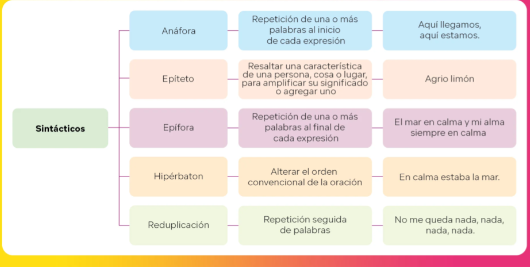 Sintácticos
Anáfora
Repetición de una o más
palabras al inicio
de cada expresión
Aquí llegamos,
aquí estamos.
Epíteto
Resaltar una característica
de una persona, cosa o lugar,
para amplificar su significado
o agregar uno
Agrio limón
Epífora
Repetición de una o más
palabras al final de
cada expresión
El mar en calma y mi alma
siempre en calma
Hipérbaton
Alterar el orden
convencional de la oración
En calma estaba la mar.
Reduplicación
Repetición seguida
de palabras
No me queda nada, nada,
nada, nada.